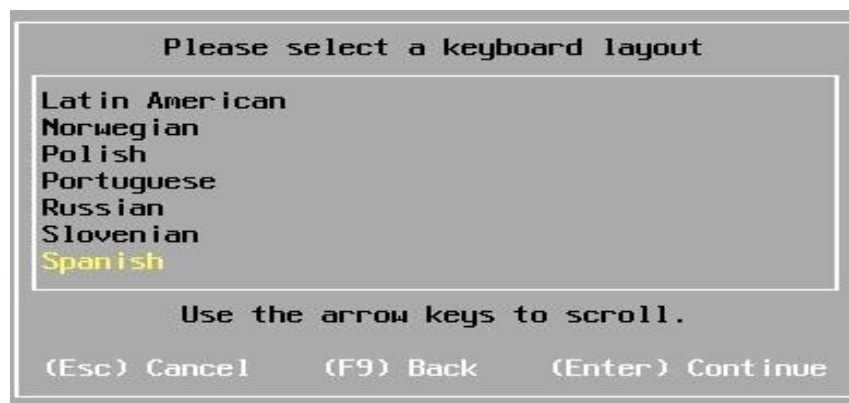 Please select a keyboard layout
Latin American
Norwegian
Polish
Portuguese
Russian
Slovenian
Spanish
Use the arrow keys to scroll.
(Esc) Cancel (F9) Back (Enter) Continue